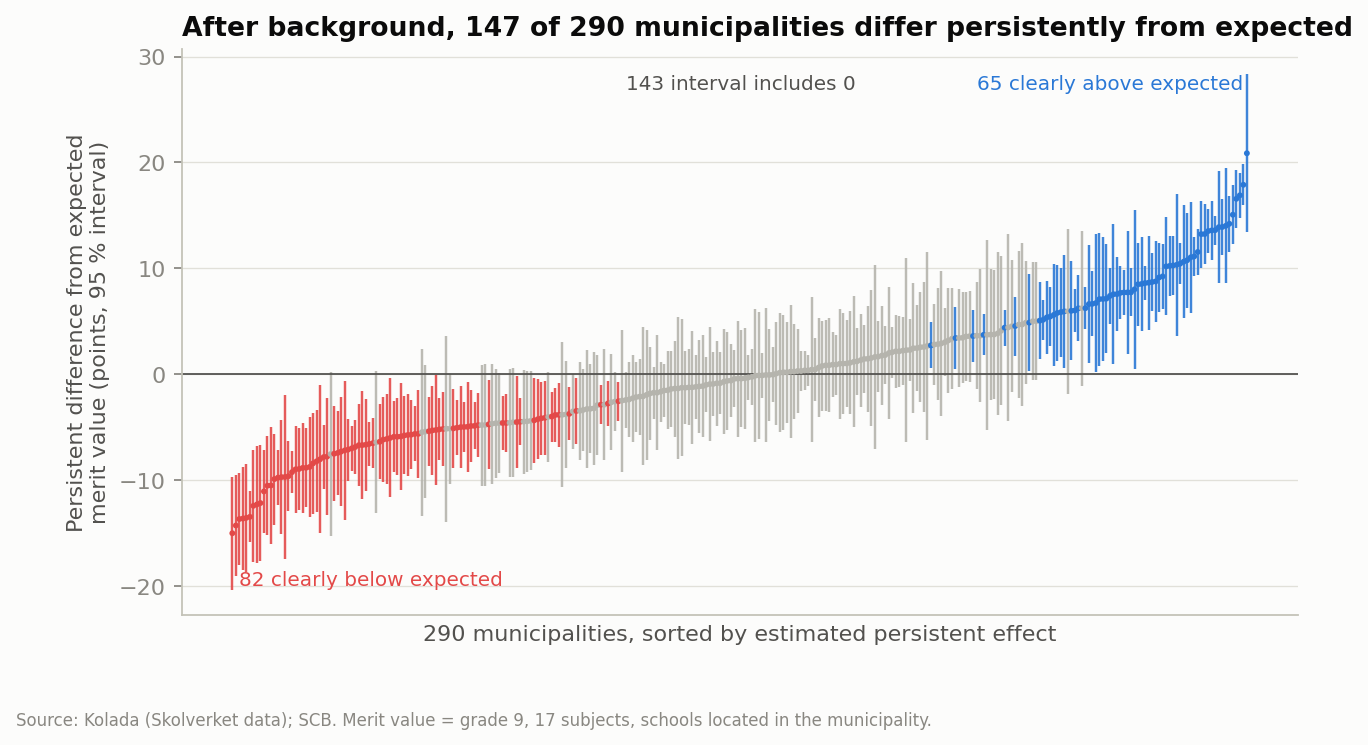 After background, 147 of 290 municipalities differ persistently from expected
30
143 interval includes 0
65 clearly above expected
20
10
0
−10
−20
Persistent difference from expected
merit value (points, 95 % interval)
82 clearly below expected
290 municipalities, sorted by estimated persistent effect
Source: Kolada (Skolverket data); SCB. Merit value = grade 9, 17 subjects, schools located in the municipality.